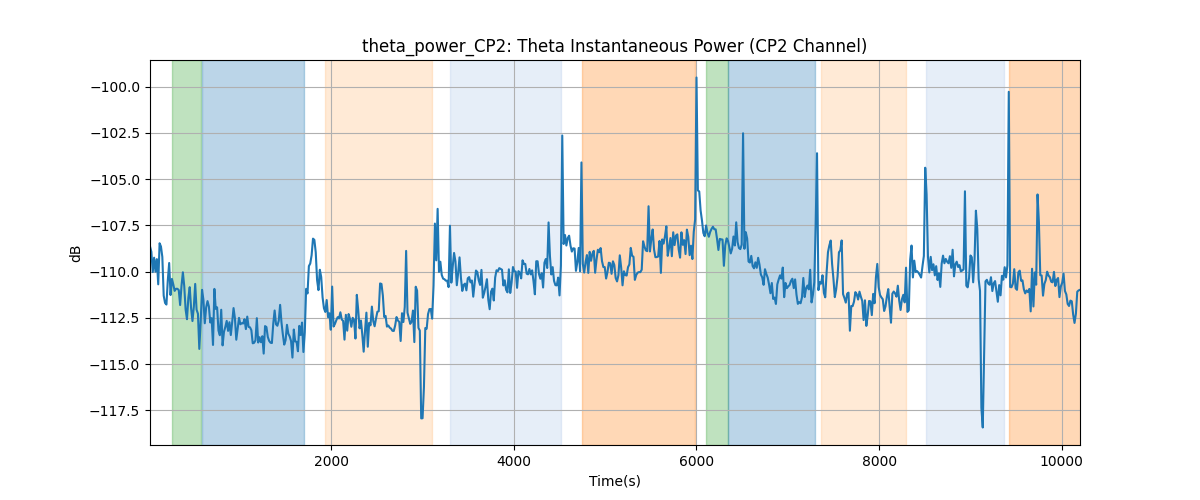 theta_power_CP2: Theta Instantaneous Power (CP2 Channel)
−100.0
−102.5
−105.0
−107.5
−110.0
−112.5
−115.0
−117.5
dB
2000 4000 6000 8000 10000
Time(s)